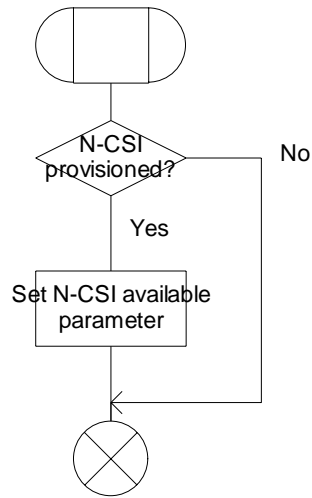 N-CSI
provisioned?
No
Yes
Set N-CSI available
parameter